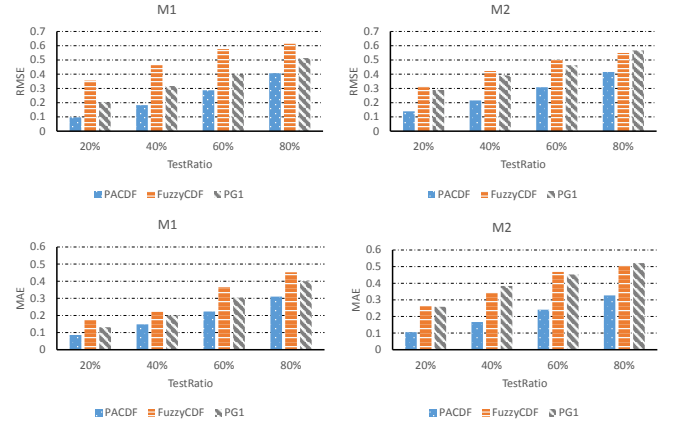 M1
0.7
0.6
0.5
0.4
0.3
0.2
0.1
0
RMSE
20% 40% 60% 80%
TestRatio
PACDF FuzzyCDF PG1
M2
0.7
0.6
0.5
0.4
0.3
0.2
0.1
0
RMSE
20% 40% 60% 80%
TestRatio
PACDF FuzzyCDF PG1
M1
0.6
0.5
0.4
0.3
0.2
0.1
0
MAE
20% 40% 60% 80%
TestRatio
PACDF FuzzyCDF PG1
M2
0.6
0.5
0.4
0.3
0.2
0.1
0
MAE
20% 40% 60% 80%
TestRatio
PACDF FuzzyCDF PG1